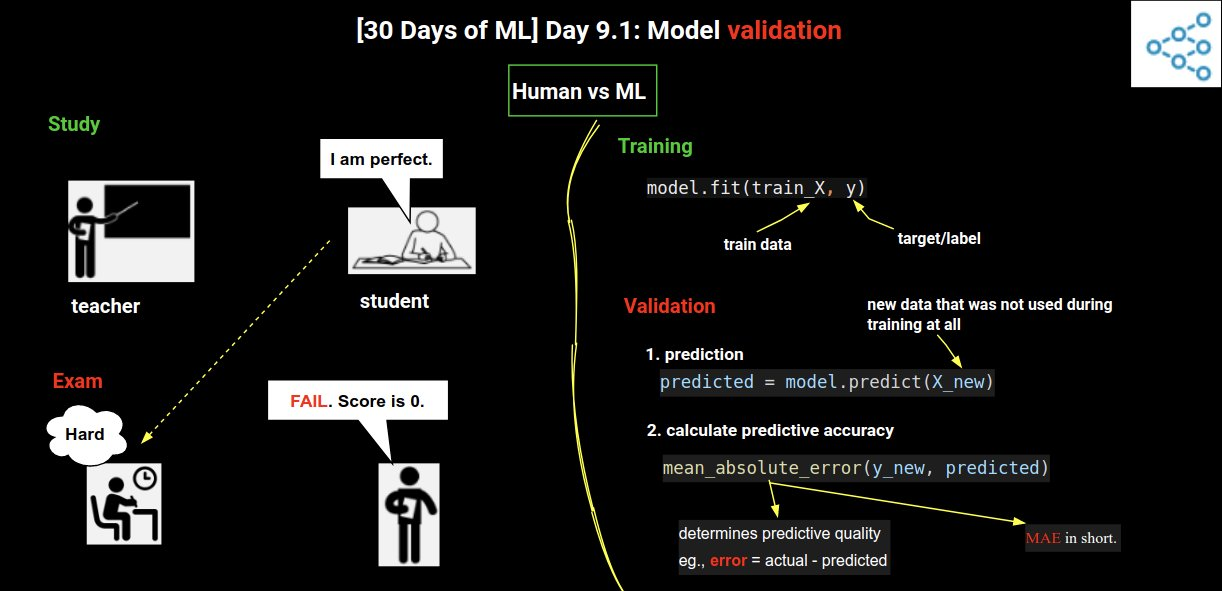 [30 Days of ML] Day 9.1: Model validation
Human vs ML
Study
I am perfect.
teacher
student
Exam
Hard
FAIL. Score is 0.
Training
model.fit(train_X, y)
train data
target/label
Validation
new data that was not used during
training at all
1. prediction
predicted = model.predict(X_new)
2. calculate predictive accuracy
mean_absolute_error(y_new, predicted)
determines predictive quality
eg., error = actual - predicted
MAE in short.